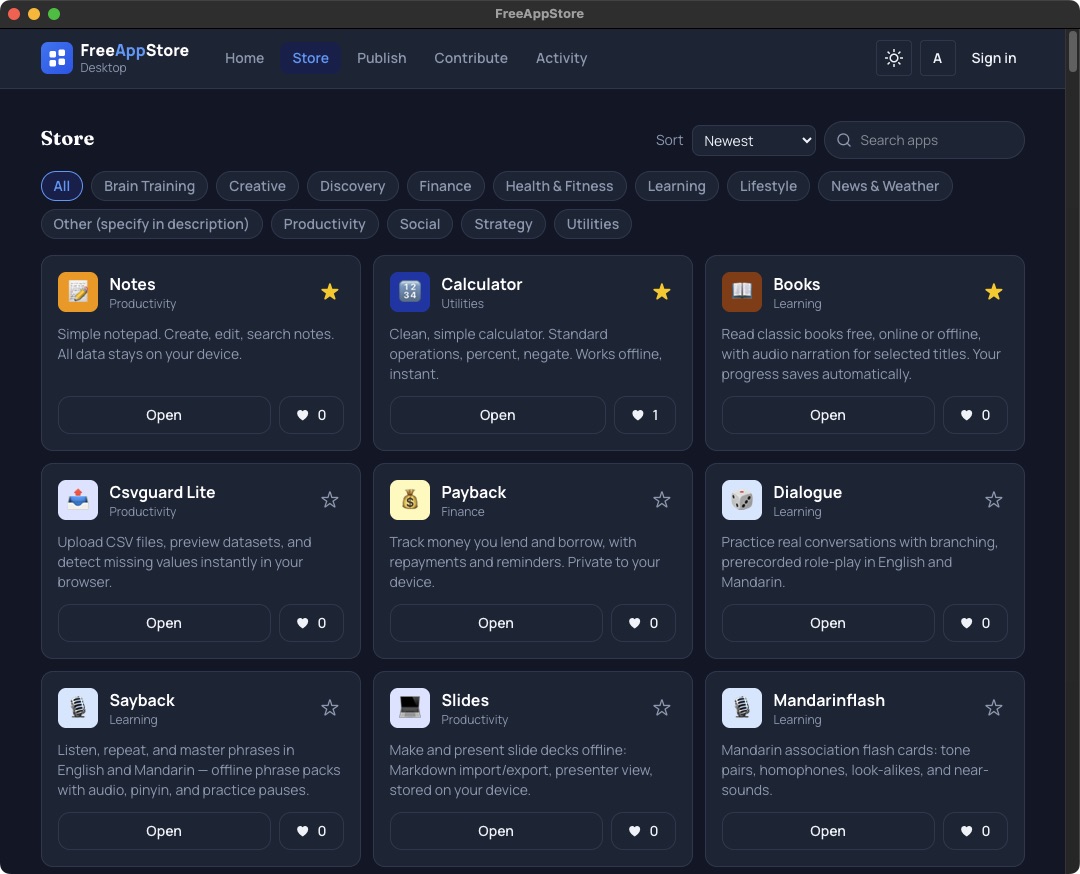 FreeAppStore
FreeAppStore
Desktop
Home
Store
Publish
Contribute
Activity
A
Sign in
Store
Sort
Newest
Search apps
All
Brain Training
Creative
Discovery
Finance
Health & Fitness
Learning
Lifestyle
News & Weather
Other (specify in description)
Productivity
Social
Strategy
Utilities
Notes
Productivity
Simple notepad. Create, edit, search notes.
All data stays on your device.
Open
0
1234
Calculator
Utilities
Clean, simple calculator. Standard
operations, percent, negate. Works offline,
instant.
Open
1
Books
Learning
Read classic books free, online or offline,
with audio narration for selected titles. Your
progress saves automatically.
Open
0
Csvguard Lite
Productivity
Upload CSV files, preview datasets, and
detect missing values instantly in your
browser.
Open
0
Payback
Finance
Track money you lend and borrow, with
repayments and reminders. Private to your
device.
Open
0
Dialogue
Learning
Practice real conversations with branching,
prerecorded role-play in English and
Mandarin.
Open
0
Sayback
Learning
Listen, repeat, and master phrases in
English and Mandarin — offline phrase packs
with audio, pinyin, and practice pauses.
Open
0
Slides
Productivity
Make and present slide decks offline:
Markdown import/export, presenter view,
stored on your device.
Open
0
Mandarinflash
Learning
Mandarin association flash cards: tone
pairs, homophones, look-alikes, and near-
sounds.
Open
0